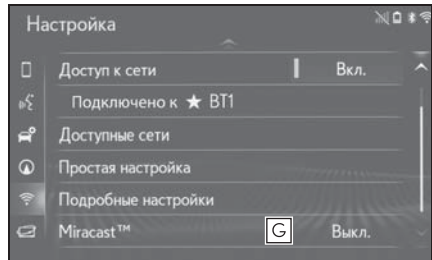 Настройка
Доступ к сети Вкл.
Подключено к ★ BT1
Доступные сети
Простая настройка
Подробные настройки
Miracast™ G Выкл.